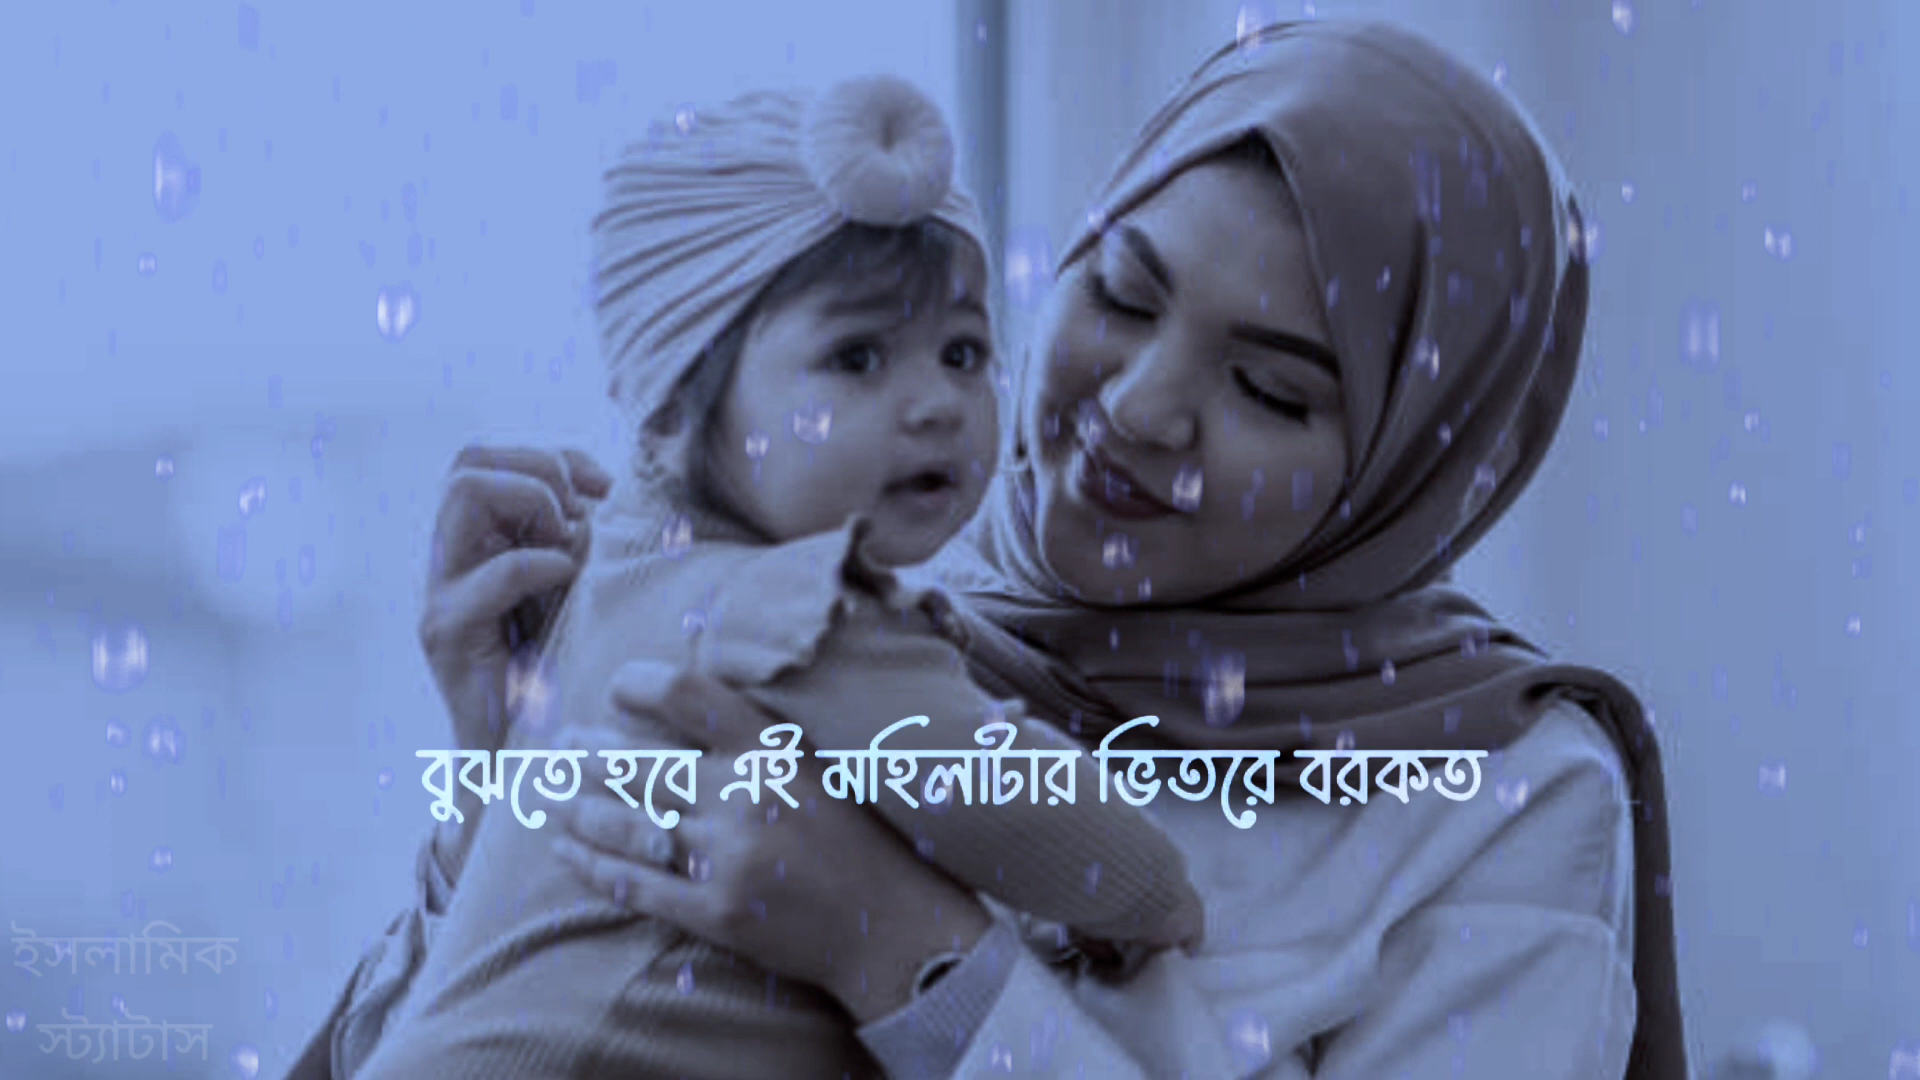 বুঝতে হবে এই মহিলাটার ভিতরে বরকত
ইসলামিক
স্ট্যাটাস